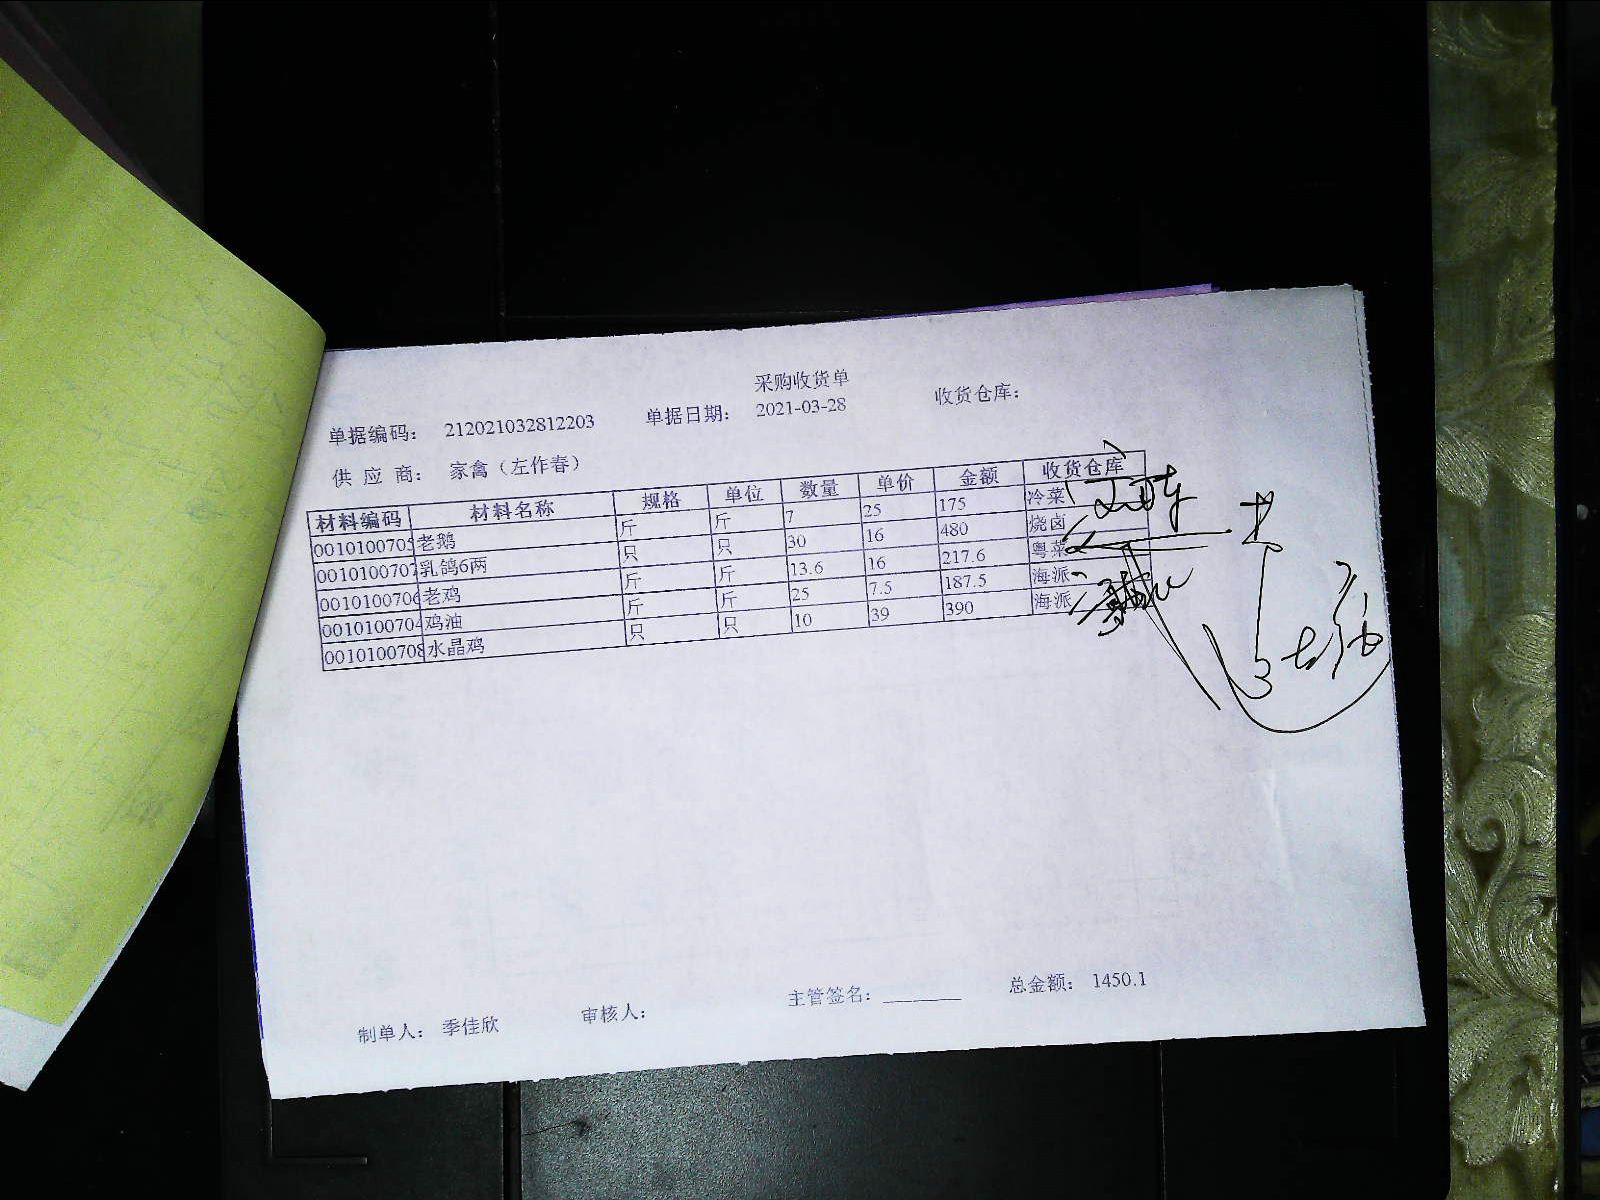 采购收货单
单据编码： 212021032812203 单据日期： 2021-03-28 收货仓库：
供 应 商： 家禽（左作春）
材料编码 材料名称 规格 单位 数量 单价 金额 收货仓库
0010100705 老鹅 斤 斤 7 25 175 冷菜
0010100707 乳鸽6两 只 只 30 16 480 烧卤
0010100706 老鸡 斤 斤 13.6 16 217.6 粤菜
0010100704 鸡油 斤 斤 25 7.5 187.5 海派
0010100708 水晶鸡 只 只 10 39 390 海派
制单人： 季佳欣 审核人： 主管签名：_______ 总金额： 1450.1